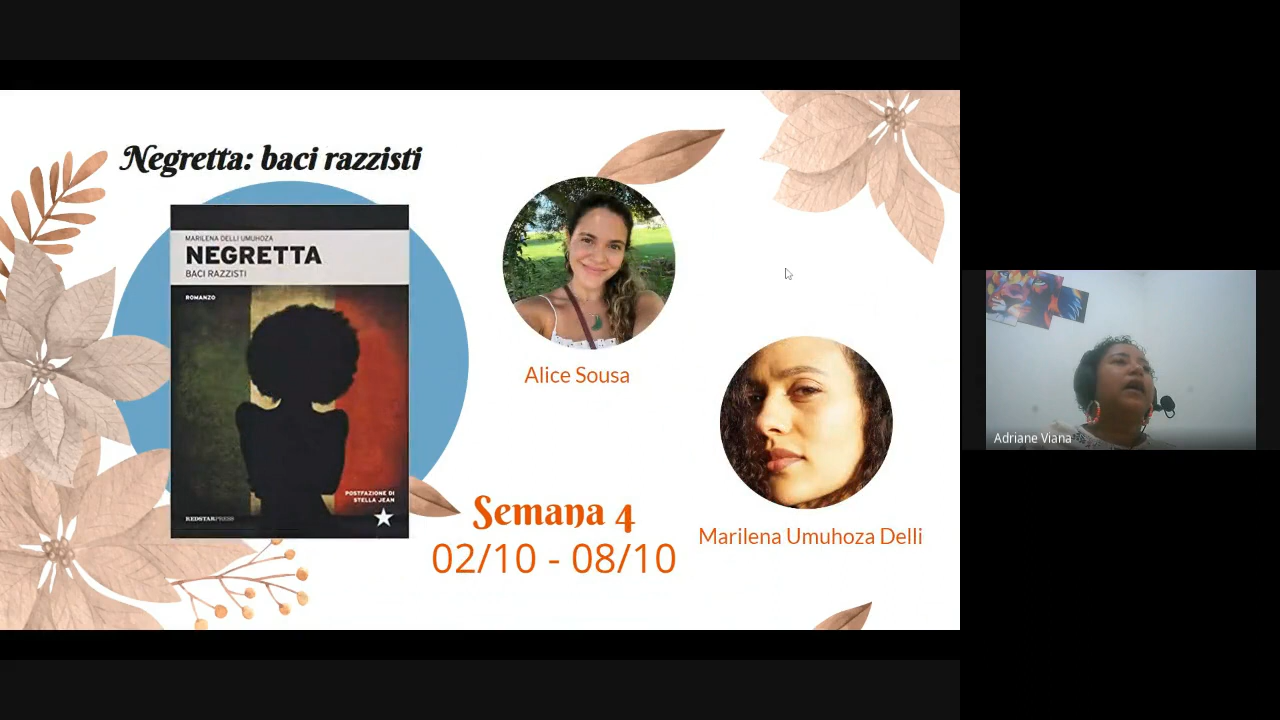 Negretta: baci razzisti
MARILENA DELLI UMUHOZA
NEGRETTA
BACI RAZZISTI
ROMANZO
POSTFAZIONE DI
STELLA JEAN
REDSTARPRESS
Alice Sousa
Marilena Umuhoza Delli
Semana 4
02/10 - 08/10
Adriane Viana